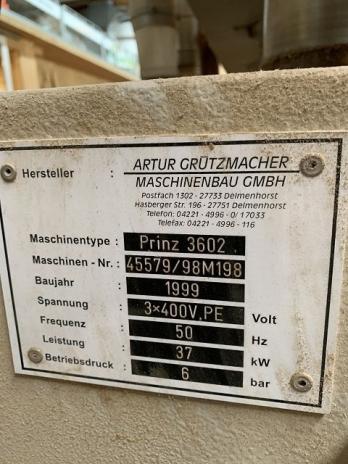 Hersteller : ARTUR GRÜTZMACHER
MASCHINENBAU GMBH
Postfach 1302 - 27733 Delmenhorst
Hasberger Str. 196 - 27751 Delmenhorst
Telefon: 04221 - 4996 - 0/ 17033
Telefax: 04221 - 4996 - 116
Maschinentype : Prinz 3602
Maschinen - Nr.: 45579/98M198
Baujahr : 1999
Spannung : 3×400V,PE Volt
Frequenz : 50 Hz
Leistung : 37 kW
Betriebsdruck : 6 bar